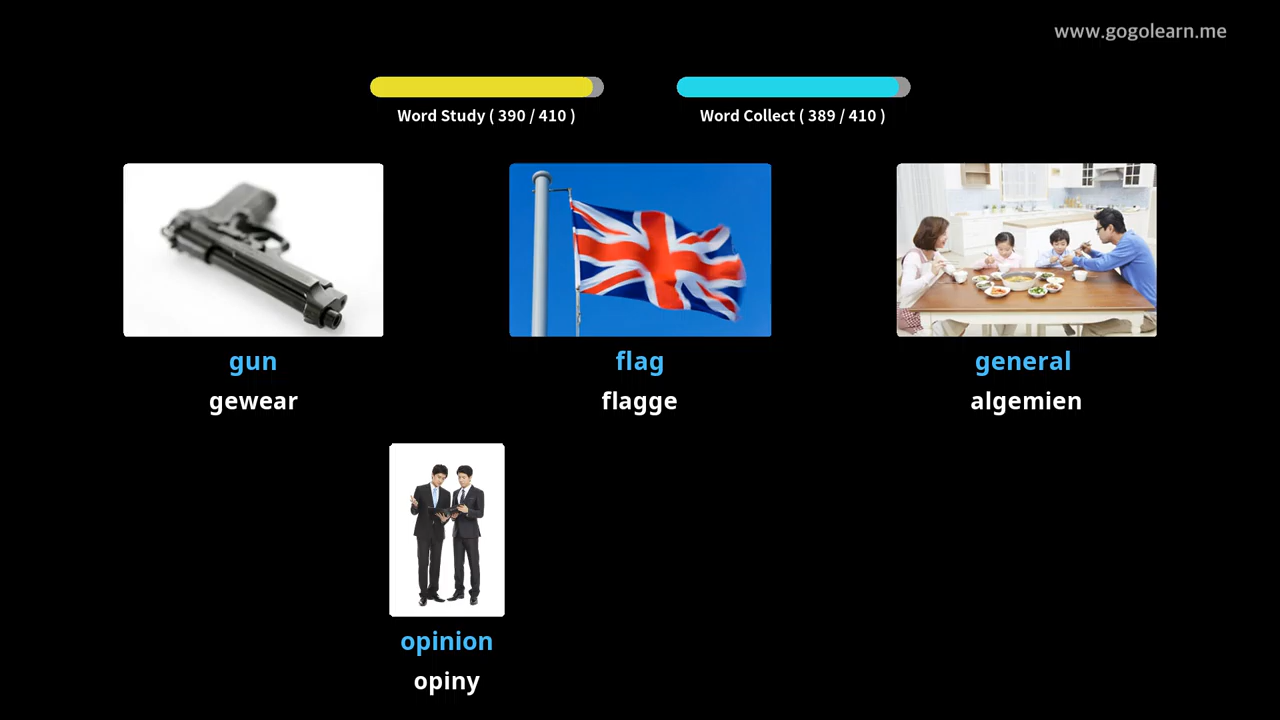 www.gogolearn.me
Word Study ( 390 / 410 )
Word Collect ( 389 / 410 )
gun
flag
general
gewear
flagge
algemien
opinion
opiny